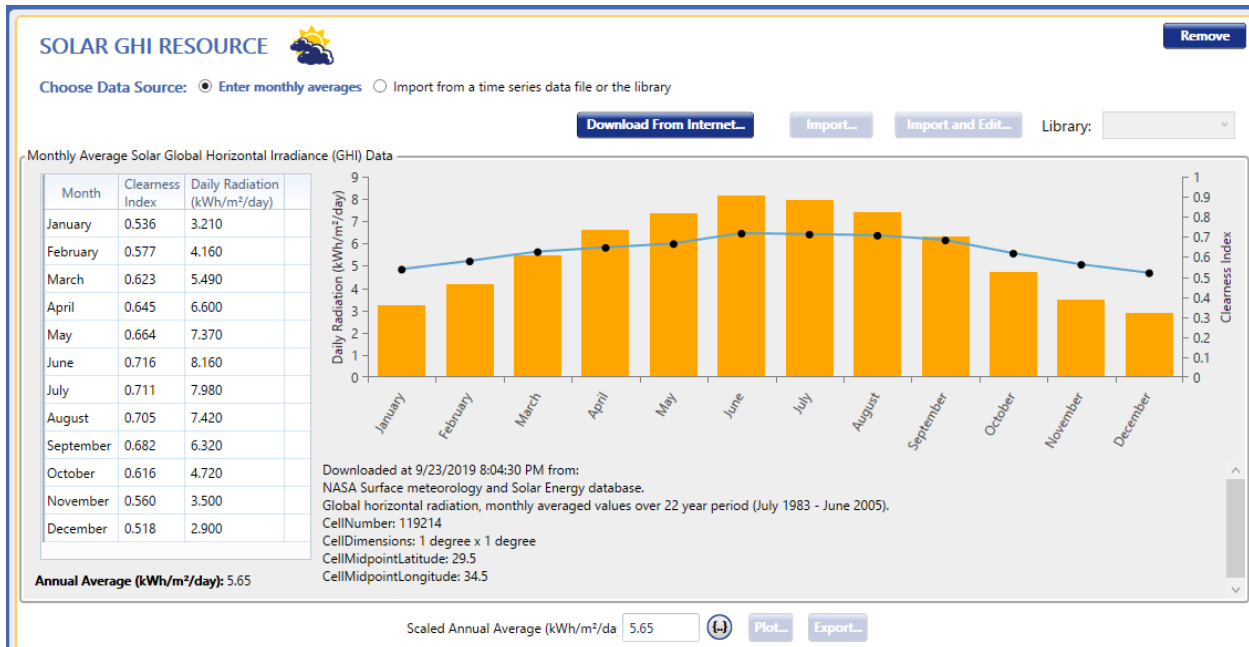 SOLAR GHI RESOURCE
Remove
Choose Data Source: Enter monthly averages Import from a time series data file or the library
Download From Internet... Import... Import and Edit... Library:
Monthly Average Solar Global Horizontal Irradiance (GHI) Data
Month Clearness Index Daily Radiation (kWh/m²/day)
January 0.536 3.210
February 0.577 4.160
March 0.623 5.490
April 0.645 6.600
May 0.664 7.370
June 0.716 8.160
July 0.711 7.980
August 0.705 7.420
September 0.682 6.320
October 0.616 4.720
November 0.560 3.500
December 0.518 2.900
Annual Average (kWh/m²/day): 5.65
Daily Radiation (kWh/m²/day)
9
8
7
6
5
4
3
2
1
0
January February March April May June July August September October November December
1
0.9
0.8
0.7
0.6
0.5
0.4
0.3
0.2
0.1
0
Clearness Index
Downloaded at 9/23/2019 8:04:30 PM from:
NASA Surface meteorology and Solar Energy database.
Global horizontal radiation, monthly averaged values over 22 year period (July 1983 - June 2005).
CellNumber: 119214
CellDimensions: 1 degree x 1 degree
CellMidpointLatitude: 29.5
CellMidpointLongitude: 34.5
Scaled Annual Average (kWh/m²/da 5.65 {..} Plot... Export...